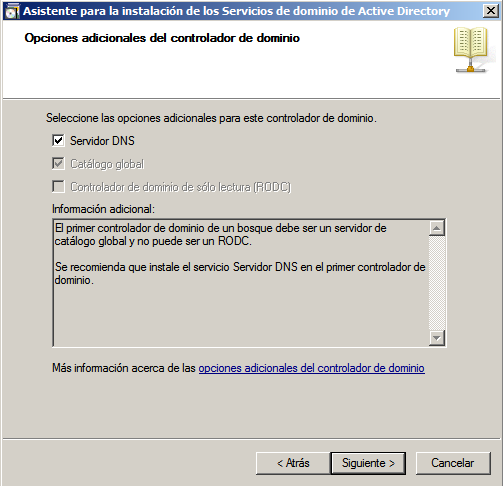 Asistente para la instalación de los Servicios de dominio de Active Directory
Opciones adicionales del controlador de dominio
Seleccione las opciones adicionales para este controlador de dominio.
Servidor DNS
Catálogo global
Controlador de dominio de sólo lectura (RODC)
Información adicional:
El primer controlador de dominio de un bosque debe ser un servidor de
catálogo global y no puede ser un RODC.
Se recomienda que instale el servicio Servidor DNS en el primer controlador de
dominio.
Más información acerca de las opciones adicionales del controlador de dominio
< Atrás
Siguiente >
Cancelar